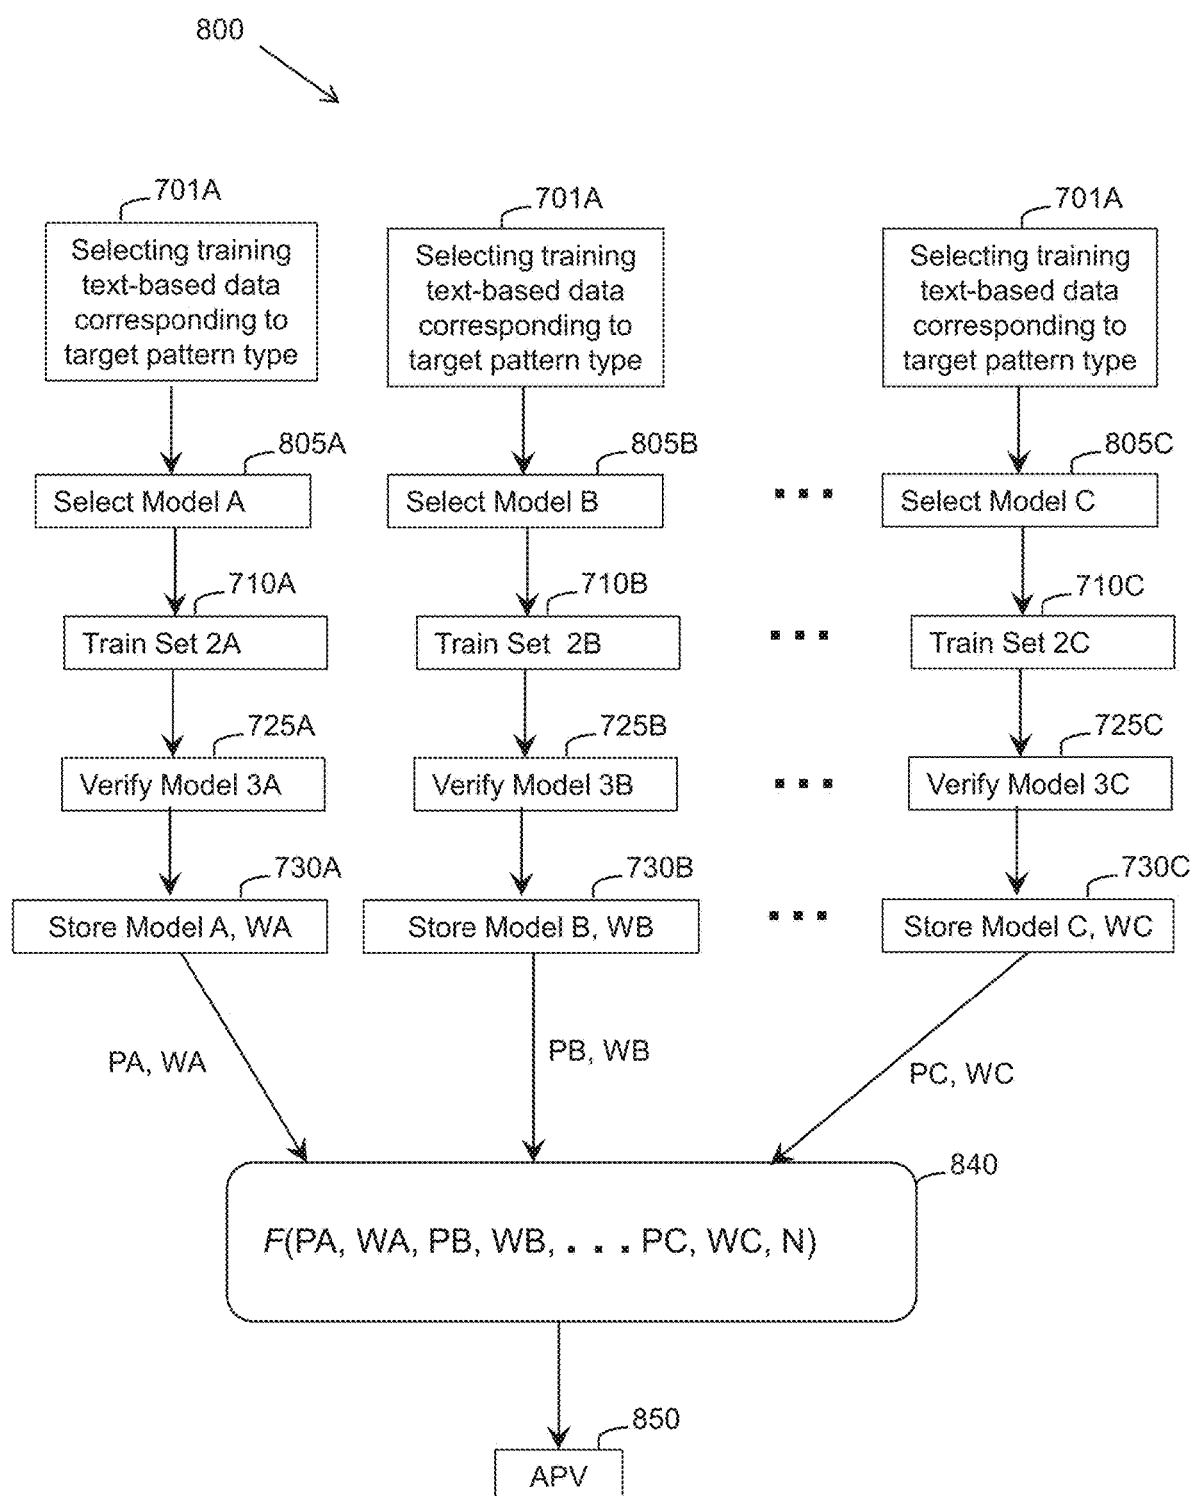 800
701A
701A
701A
Selecting training
text-based data
corresponding to
target pattern type
Selecting training
text-based data
corresponding to
target pattern type
Selecting training
text-based data
corresponding to
target pattern type
805A
805B
805C
Select Model A
Select Model B
...
Select Model C
710A
710B
710C
Train Set 2A
Train Set 2B
...
Train Set 2C
725A
725B
725C
Verify Model 3A
Verify Model 3B
...
Verify Model 3C
730A
730B
730C
Store Model A, WA
Store Model B, WB
...
Store Model C, WC
PA, WA
PB, WB
PC, WC
840
F(PA, WA, PB, WB, . . . PC, WC, N)
850
APV